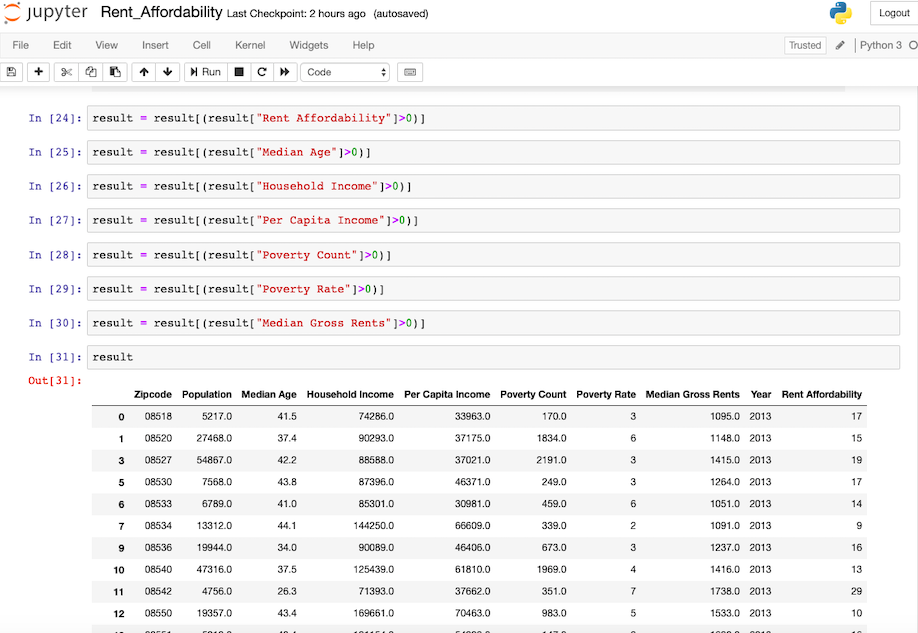 jupyter Rent_Affordability Last Checkpoint: 2 hours ago (autosaved) Logout
File Edit View Insert Cell Kernel Widgets Help Trusted Python 3
Run Code
In [24]: result = result[(result["Rent Affordability"]>0)]
In [25]: result = result[(result["Median Age"]>0)]
In [26]: result = result[(result["Household Income"]>0)]
In [27]: result = result[(result["Per Capita Income"]>0)]
In [28]: result = result[(result["Poverty Count"]>0)]
In [29]: result = result[(result["Poverty Rate"]>0)]
In [30]: result = result[(result["Median Gross Rents"]>0)]
In [31]: result
Out[31]:
Zipcode Population Median Age Household Income Per Capita Income Poverty Count Poverty Rate Median Gross Rents Year Rent Affordability
0 08518 5217.0 41.5 74286.0 33963.0 170.0 3 1095.0 2013 17
1 08520 27468.0 37.4 90293.0 37175.0 1834.0 6 1148.0 2013 15
3 08527 54867.0 42.2 88588.0 37021.0 2191.0 3 1415.0 2013 19
5 08530 7568.0 43.8 87396.0 46371.0 249.0 3 1264.0 2013 17
6 08533 6789.0 41.0 85301.0 30981.0 459.0 6 1051.0 2013 14
7 08534 13312.0 44.1 144250.0 66609.0 339.0 2 1091.0 2013 9
9 08536 19944.0 34.0 90089.0 46406.0 673.0 3 1237.0 2013 16
10 08540 47316.0 37.5 125439.0 61810.0 1969.0 4 1416.0 2013 13
11 08542 4756.0 26.3 71393.0 37662.0 351.0 7 1738.0 2013 29
12 08550 19357.0 43.4 169661.0 70463.0 983.0 5 1533.0 2013 10